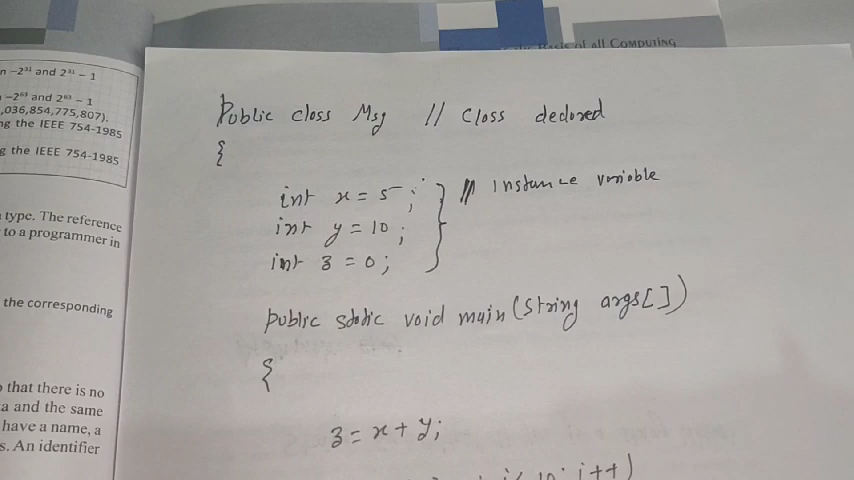 of all COMPUTING
n −2³¹ and 2³¹ − 1
−2⁶³ and 2⁶³ − 1
,036,854,775,807).
ng the IEEE 754-1985
g the IEEE 754-1985
type. The reference
to a programmer in
the corresponding
that there is no
a and the same
have a name, a
s. An identifier
Public class Msg // Class declared
{
int x = 5; } // Instance variable
int y = 10;
int z = 0;
public static void main (String args[])
{
z = x + y;
i++)